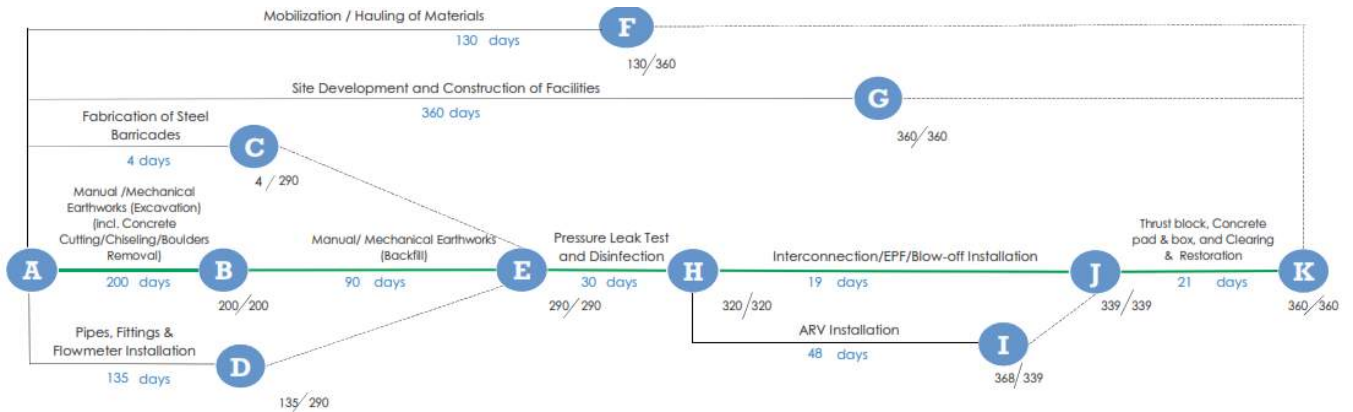 Mobilization / Hauling of Materials
F
130 days
130/360
Site Development and Construction of Facilities
G
360 days
360/360
Fabrication of Steel
Barricades
C
4 days
4 / 290
Manual /Mechanical
Earthworks (Excavation)
(incl. Concrete
Cutting/Chiseling/Boulders
Removal)
A
200 days
B
200/200
Manual/ Mechanical Earthworks
(Backfill)
90 days
E
290/290
Pressure Leak Test
and Disinfection
30 days
H
320/320
Interconnection/EPF/Blow-off Installation
19 days
J
339/339
Thrust block, Concrete
pad & box, and Clearing
& Restoration
21 days
K
360/360
Pipes, Fittings &
Flowmeter Installation
D
135 days
135/290
ARV Installation
I
48 days
368/339